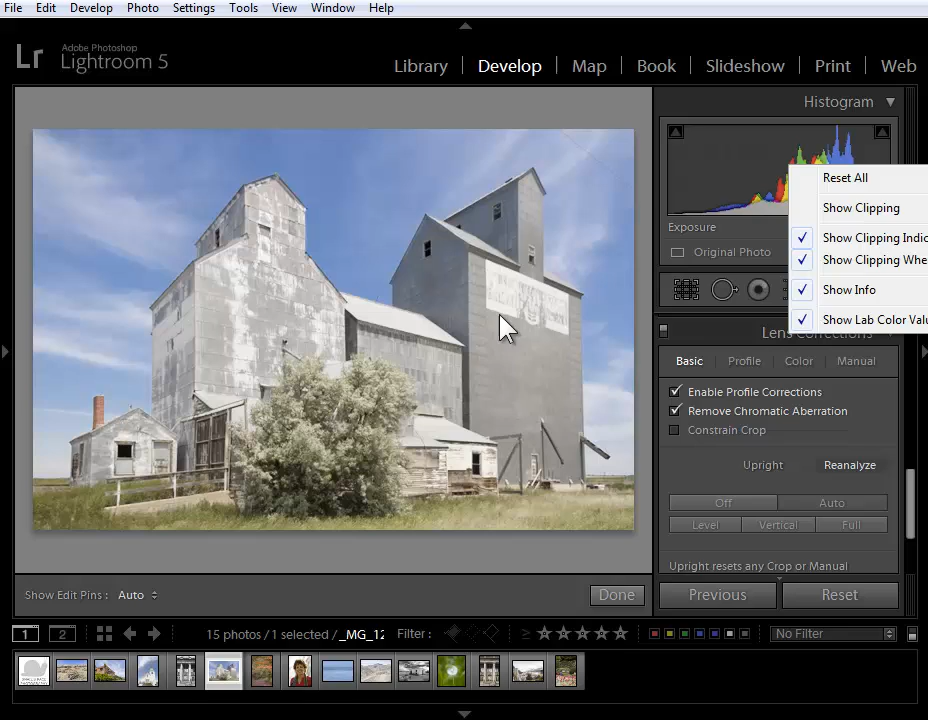 File Edit Develop Photo Settings Tools View Window Help
Lr Adobe Photoshop
Lightroom 5
Library Develop Map Book Slideshow Print Web
Histogram
Reset All
Show Clipping
Show Clipping Indic
Show Clipping Whe
Show Info
Show Lab Color Valu
Exposure
Original Photo
Lens Corrections
Basic Profile Color Manual
Enable Profile Corrections
Remove Chromatic Aberration
Constrain Crop
Upright Reanalyze
Off Auto
Level Vertical Full
Upright resets any Crop or Manual
Show Edit Pins : Auto Done Previous Reset
1 2 15 photos / 1 selected / _MG_12 Filter : No Filter